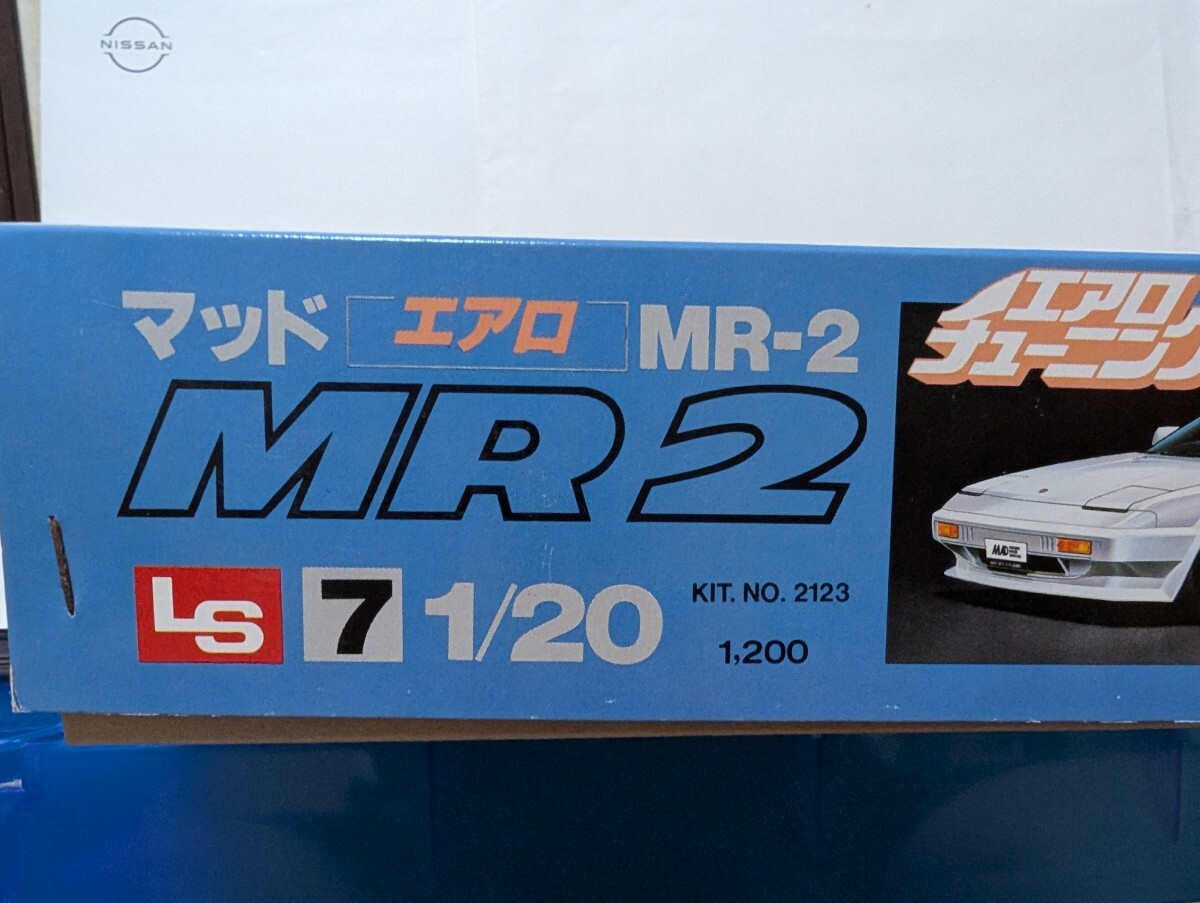 NISSAN
マッド エアロ MR-2
MR2
LS 7 1/20
KIT. NO. 2123
1,200
エアロ
チューニン
MAD